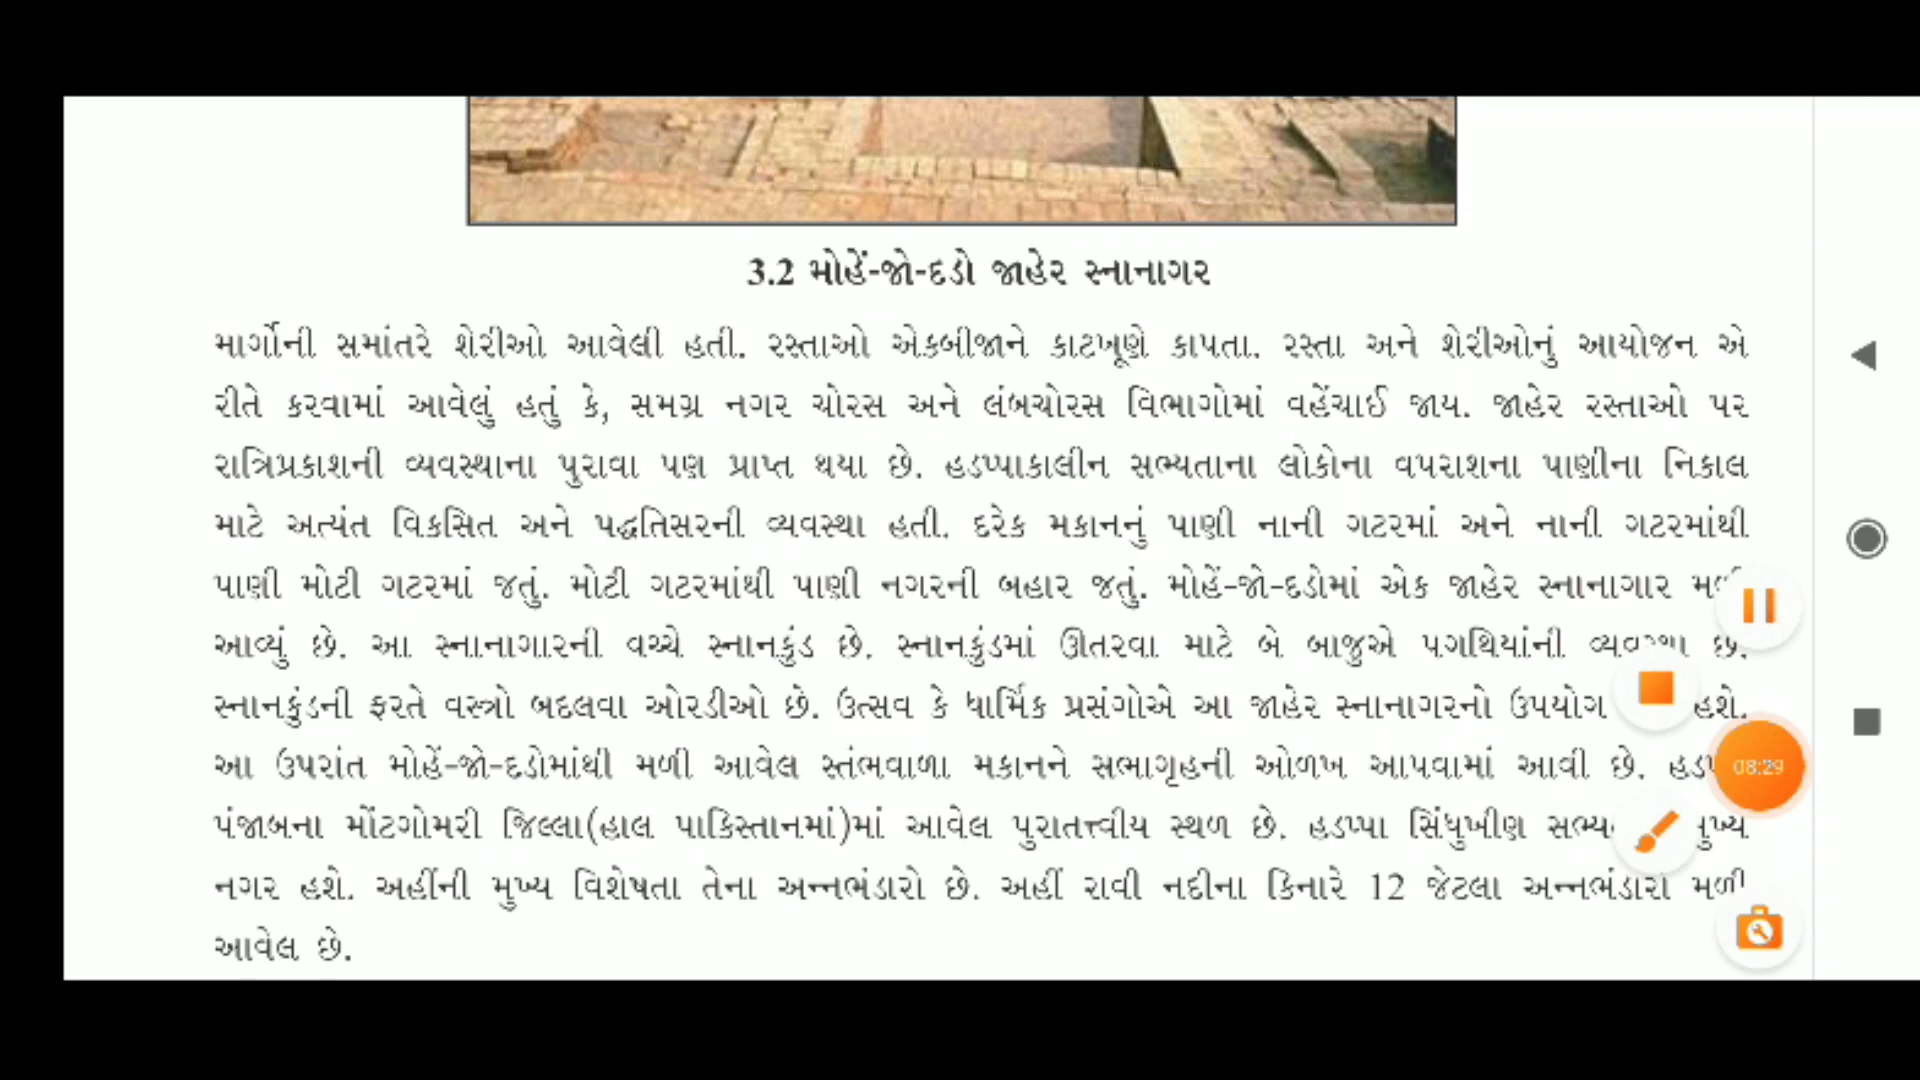 3.2 મોહેં-જો-દડો જાહેર સ્નાનાગર
માર્ગોની સમાંતરે શેરીઓ આવેલી હતી. રસ્તાઓ એકબીજાને કાટખૂણે કાપતા. રસ્તા અને શેરીઓનું આયોજન એ
રીતે કરવામાં આવેલું હતું કે, સમગ્ર નગર ચોરસ અને લંબચોરસ વિભાગોમાં વહેંચાઈ જાય. જાહેર રસ્તાઓ પર
રાત્રિપ્રકાશની વ્યવસ્થાના પુરાવા પણ પ્રાપ્ત થયા છે. હડપ્પાકાલીન સભ્યતાના લોકોના વપરાશના પાણીના નિકાલ
માટે અત્યંત વિકસિત અને પદ્ધતિસરની વ્યવસ્થા હતી. દરેક મકાનનું પાણી નાની ગટરમાં અને નાની ગટરમાંથી
પાણી મોટી ગટરમાં જતું. મોટી ગટરમાંથી પાણી નગરની બહાર જતું. મોહેં-જો-દડોમાં એક જાહેર સ્નાનાગાર
આવ્યું છે. આ સ્નાનાગારની વચ્ચે સ્નાનકુંડ છે. સ્નાનકુંડમાં ઊતરવા માટે બે બાજુએ પગથિયાંની વ્યવસ્થા છે.
સ્નાનકુંડની ફરતે વસ્ત્રો બદલવા ઓરડીઓ છે. ઉત્સવ કે ધાર્મિક પ્રસંગોએ આ જાહેર સ્નાનાગરનો ઉપયોગ હશે.
આ ઉપરાંત મોહેં-જો-દડોમાંથી મળી આવેલ સ્તંભવાળા મકાનને સભાગૃહની ઓળખ આપવામાં આવી છે.
08:29
પંજાબના મોંટગોમરી જિલ્લા(હાલ પાકિસ્તાનમાં)માં આવેલ પુરાતત્ત્વીય સ્થળ છે. હડપ્પા સિંધુખીણ
નગર હશે. અહીંની મુખ્ય વિશેષતા તેના અન્નભંડારો છે. અહીં રાવી નદીના કિનારે 12 જેટલા અન્નભંડારો મળી
આવેલ છે.